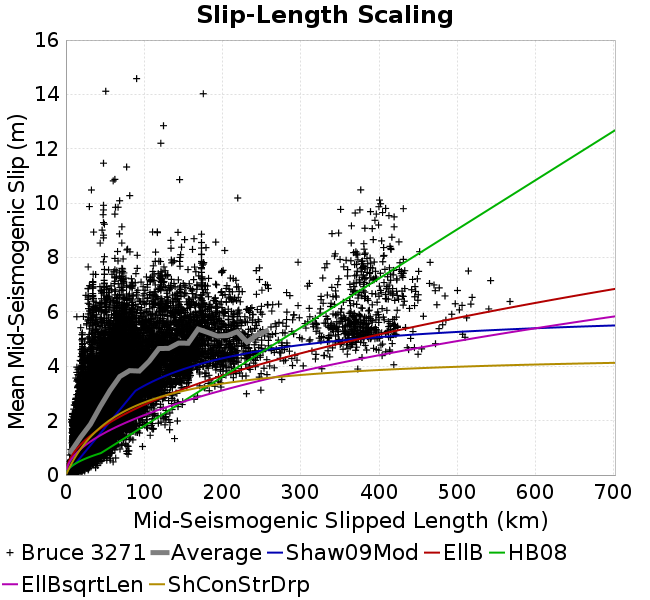 Slip-Length Scaling
Mean Mid-Seismogenic Slip (m)
16
14
12
10
8
6
4
2
0
0 100 200 300 400 500 600 700
Mid-Seismogenic Slipped Length (km)
Bruce 3271 Average Shaw09Mod EllB HB08
EllBsqrtLen ShConStrDrp